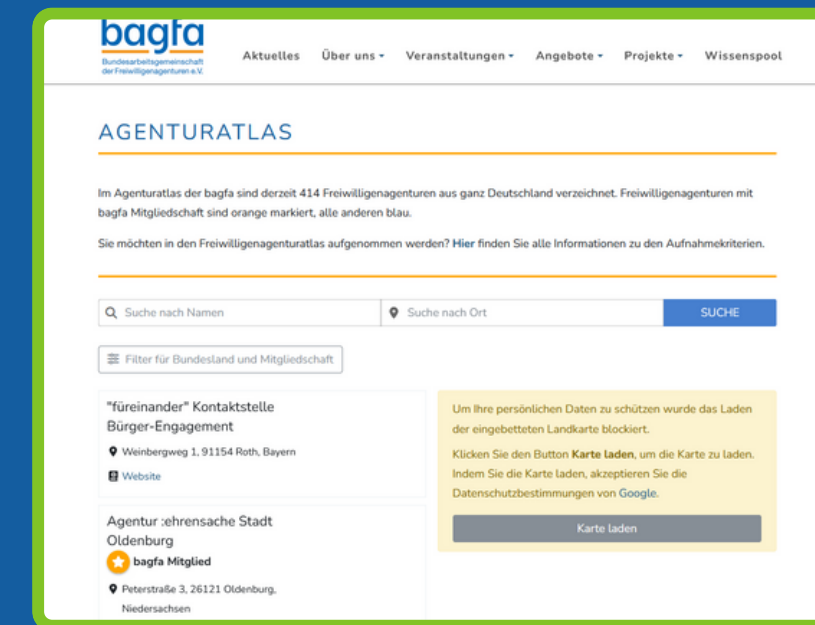 bagfa
Bundesarbeitsgemeinschaft
der Freiwilligenagenturen e.V.
Aktuelles Über uns Veranstaltungen Angebote Projekte Wissenspool
AGENTURATLAS
Im Agenturatlas der bagfa sind derzeit 414 Freiwilligenagenturen aus ganz Deutschland verzeichnet. Freiwilligenagenturen mit
bagfa Mitgliedschaft sind orange markiert, alle anderen blau.
Sie möchten in den Freiwilligenagenturatlas aufgenommen werden? Hier finden Sie alle Informationen zu den Aufnahmekriterien.
Suche nach Namen Suche nach Ort SUCHE
Filter für Bundesland und Mitgliedschaft
"füreinander" Kontaktstelle
Bürger-Engagement
Weinbergweg 1, 91154 Roth, Bayern
Website
Agentur :ehrensache Stadt
Oldenburg
bagfa Mitglied
Peterstraße 3, 26121 Oldenburg,
Niedersachsen
Um Ihre persönlichen Daten zu schützen wurde das Laden
der eingebetteten Landkarte blockiert.
Klicken Sie den Button Karte laden, um die Karte zu laden.
Indem Sie die Karte laden, akzeptieren Sie die
Datenschutzbestimmungen von Google.
Karte laden